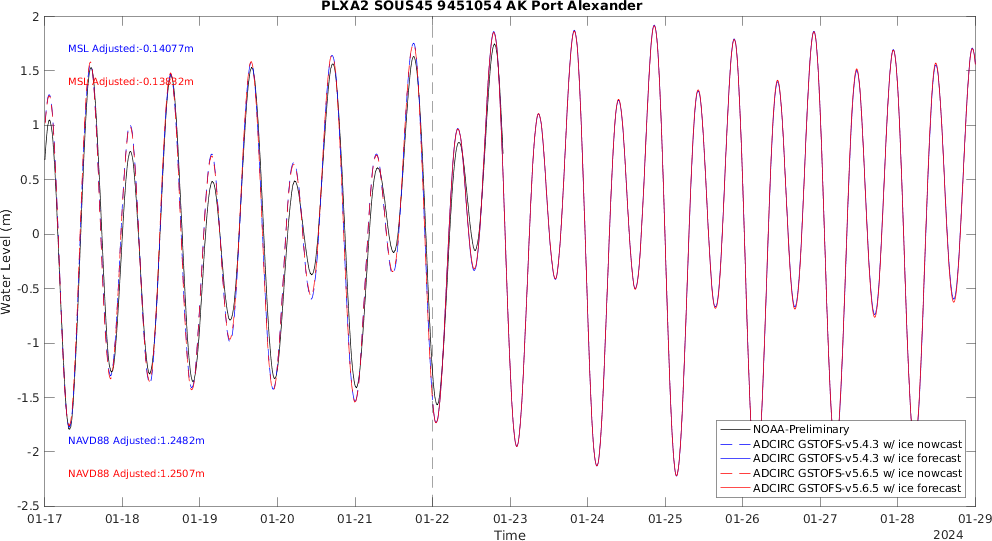 PLXA2 SOUS45 9451054 AK Port Alexander
2
MSL Adjusted:-0.14077m
1.5
MSL Adjusted:-0.13832m
1
0.5
0
Water Level (m)
-0.5
-1
-1.5
NAVD88 Adjusted:1.2482m
-2
NAVD88 Adjusted:1.2507m
-2.5
NOAA-Preliminary
ADCIRC GSTOFS-v5.4.3 w/ ice nowcast
ADCIRC GSTOFS-v5.4.3 w/ ice forecast
ADCIRC GSTOFS-v5.6.5 w/ ice nowcast
ADCIRC GSTOFS-v5.6.5 w/ ice forecast
01-17 01-18 01-19 01-20 01-21 01-22 01-23 01-24 01-25 01-26 01-27 01-28 01-29
Time
2024